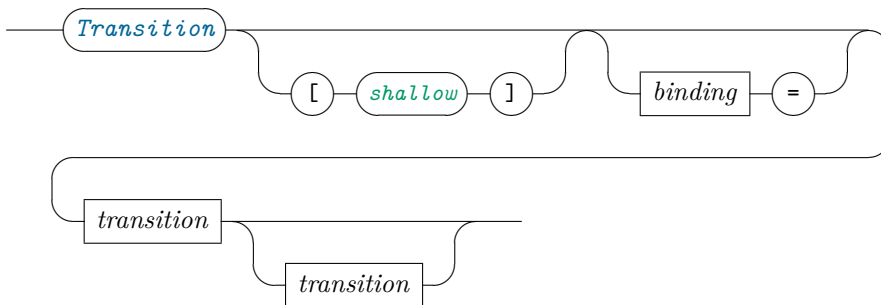 Transition
[ shallow ] binding =
transition
transition